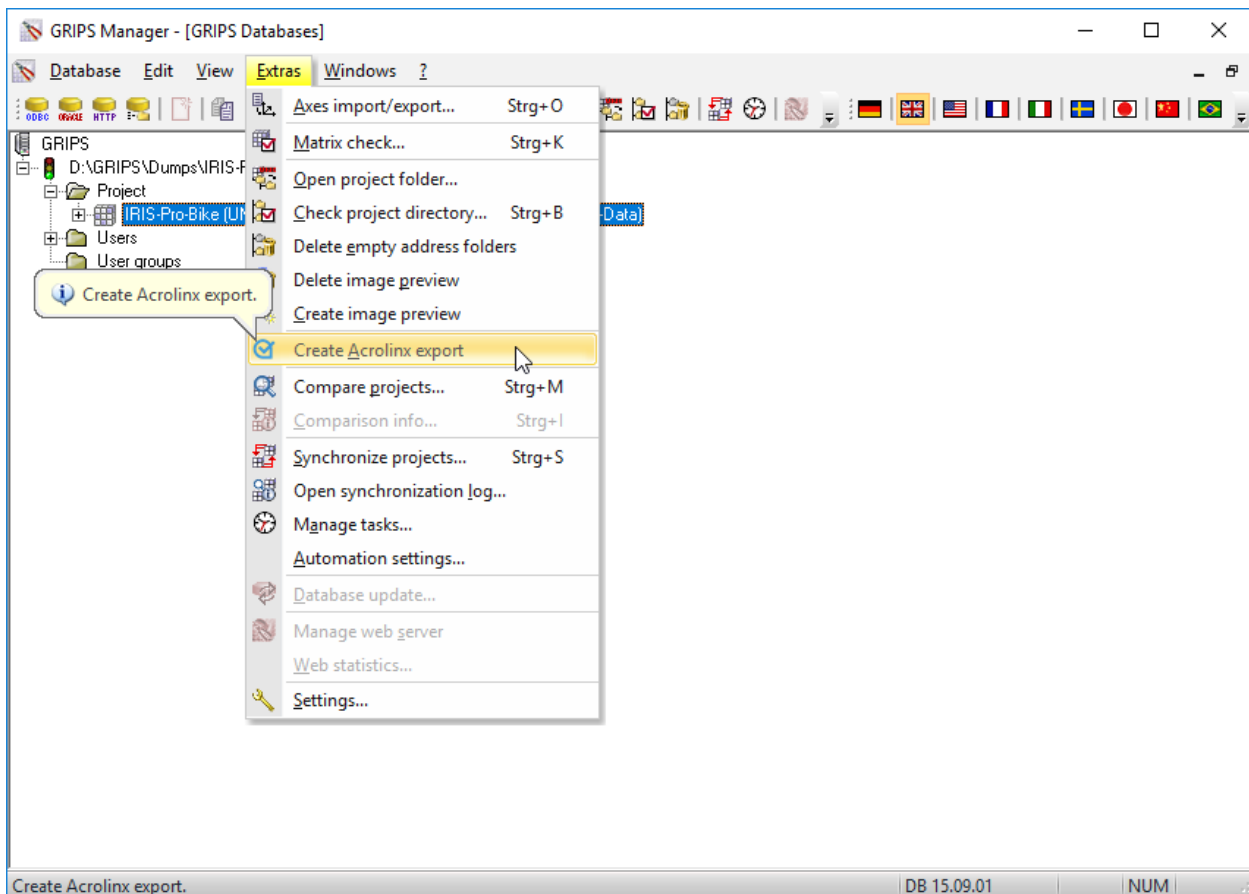 GRIPS Manager - [GRIPS Databases]
Database Edit View Extras Windows ?
ODBC ORACLE HTTP
GRIPS
D:\GRIPS\Dumps\IRIS-P
Project
IRIS-Pro-Bike (UN -Data)
Users
User groups
Create Acrolinx export.
Axes import/export... Strg+O
Matrix check... Strg+K
Open project folder...
Check project directory... Strg+B
Delete empty address folders
Delete image preview
Create image preview
Create Acrolinx export
Compare projects... Strg+M
Comparison info... Strg+I
Synchronize projects... Strg+S
Open synchronization log...
Manage tasks...
Automation settings...
Database update...
Manage web server
Web statistics...
Settings...
Create Acrolinx export. DB 15.09.01 NUM